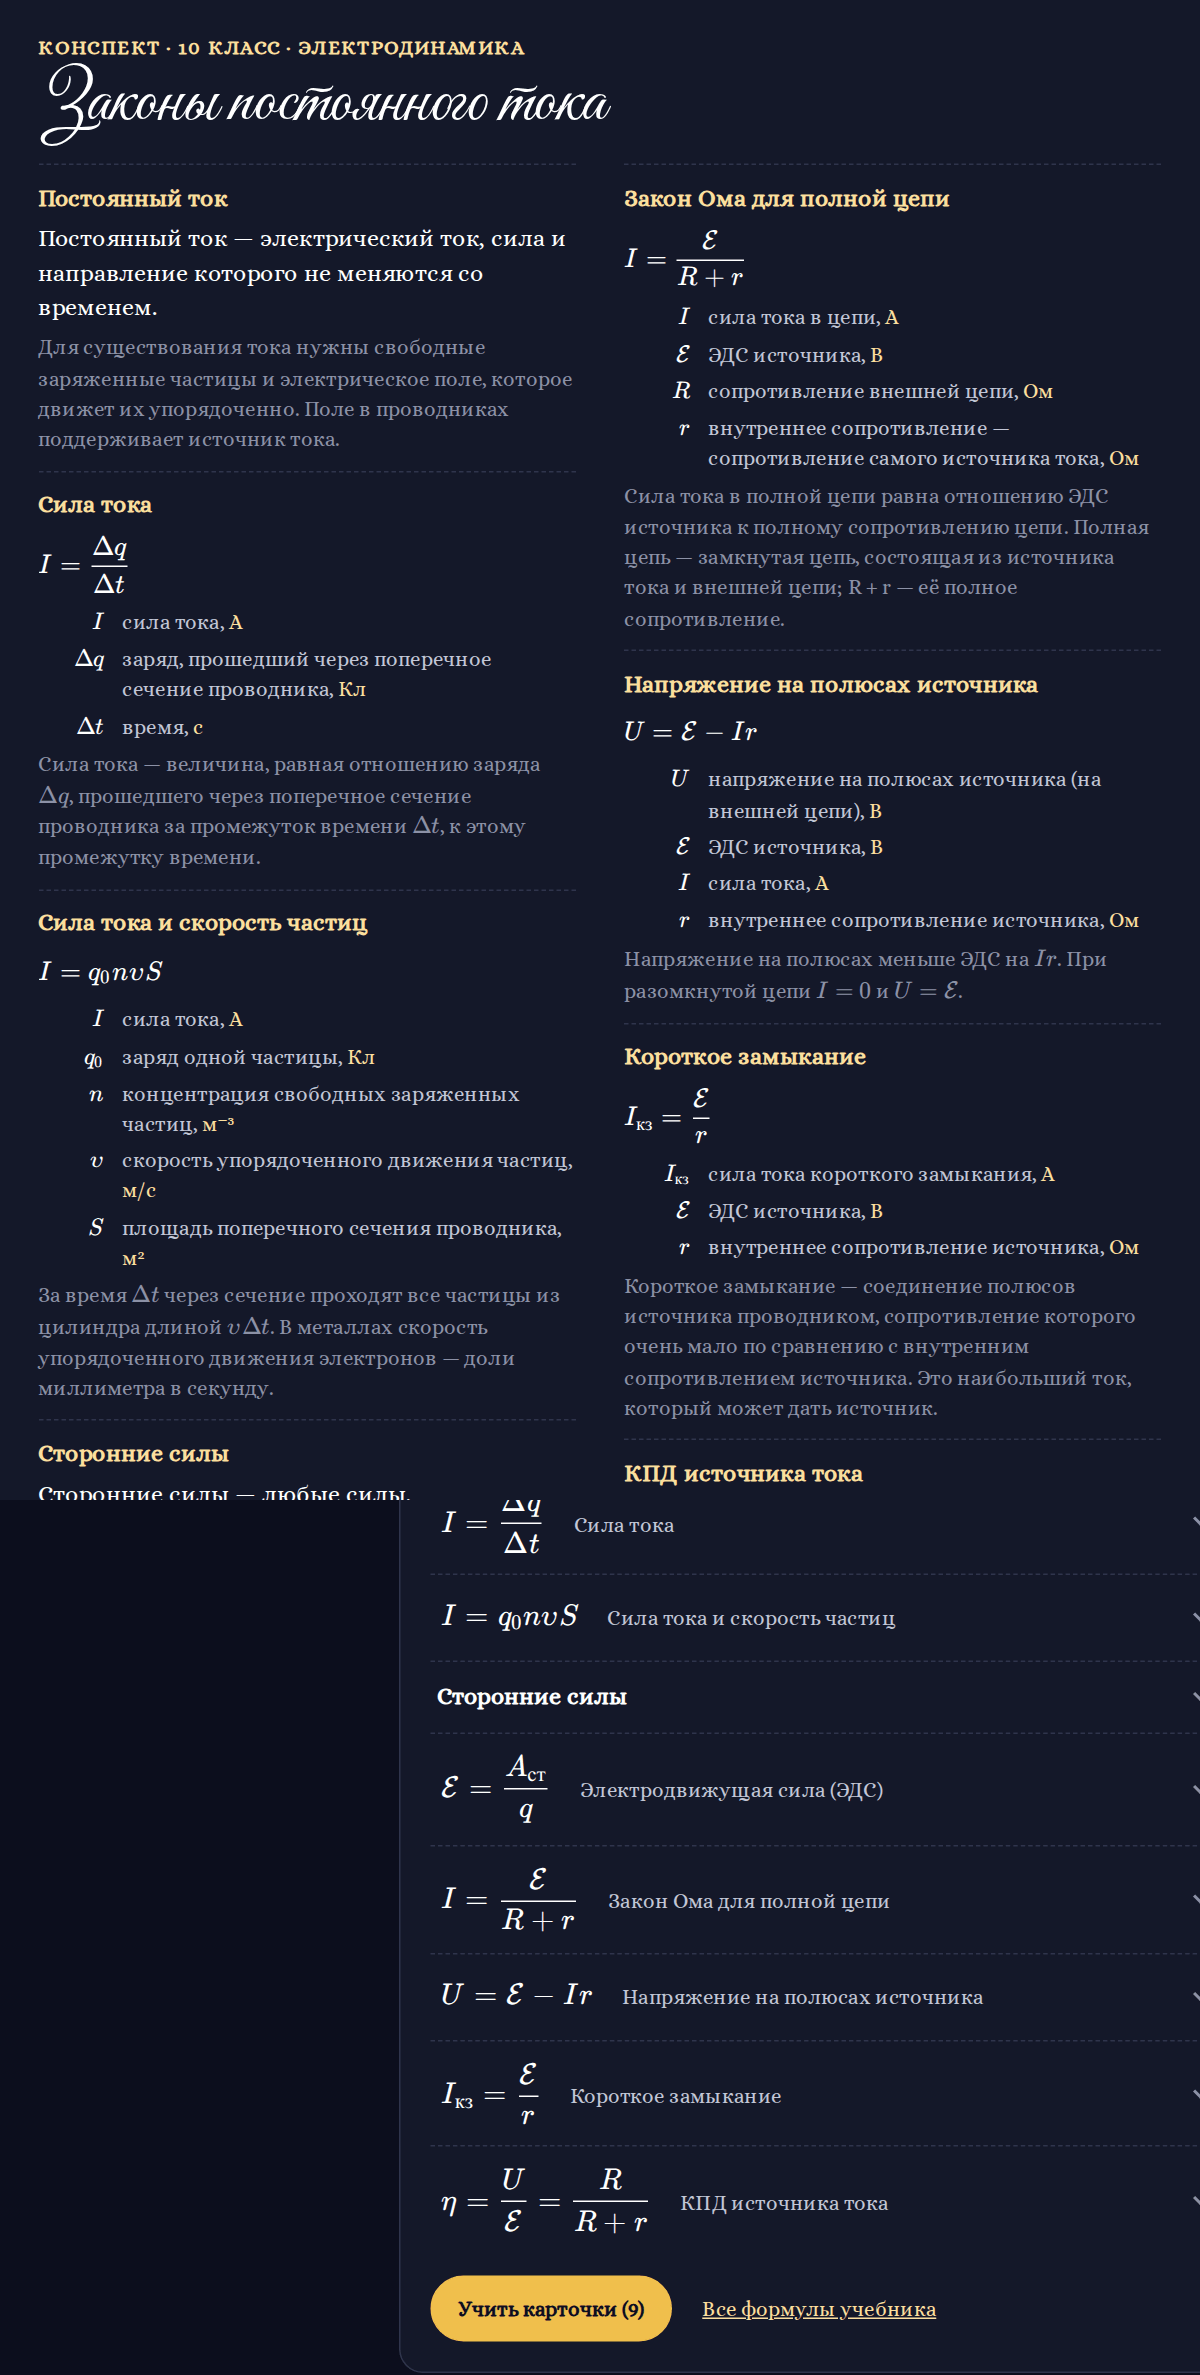 КОНСПЕКТ · 10 КЛАСС · ЭЛЕКТРОДИНАМИКА
Законы постоянного тока
Постоянный ток
Постоянный ток — электрический ток, сила и
направление которого не меняются со
временем.
Для существования тока нужны свободные
заряженные частицы и электрическое поле, которое
движет их упорядоченно. Поле в проводниках
поддерживает источник тока.
Сила тока
I = Δq/Δt
I сила тока, А
Δq заряд, прошедший через поперечное
сечение проводника, Кл
Δt время, с
Сила тока — величина, равная отношению заряда
Δq, прошедшего через поперечное сечение
проводника за промежуток времени Δt, к этому
промежутку времени.
Сила тока и скорость частиц
I = q₀nυS
I сила тока, А
q₀ заряд одной частицы, Кл
n концентрация свободных заряженных
частиц, м⁻³
υ скорость упорядоченного движения частиц,
м/с
S площадь поперечного сечения проводника,
м²
За время Δt через сечение проходят все частицы из
цилиндра длиной υΔt. В металлах скорость
упорядоченного движения электронов — доли
миллиметра в секунду.
Сторонние силы
Сторонние силы — любые силы,
Закон Ома для полной цепи
I = ℰ/(R + r)
I сила тока в цепи, А
ℰ ЭДС источника, В
R сопротивление внешней цепи, Ом
r внутреннее сопротивление —
сопротивление самого источника тока, Ом
Сила тока в полной цепи равна отношению ЭДС
источника к полному сопротивлению цепи. Полная
цепь — замкнутая цепь, состоящая из источника
тока и внешней цепи; R + r — её полное
сопротивление.
Напряжение на полюсах источника
U = ℰ − Ir
U напряжение на полюсах источника (на
внешней цепи), В
ℰ ЭДС источника, В
I сила тока, А
r внутреннее сопротивление источника, Ом
Напряжение на полюсах меньше ЭДС на Ir. При
разомкнутой цепи I = 0 и U = ℰ.
Короткое замыкание
Iкз = ℰ/r
Iкз сила тока короткого замыкания, А
ℰ ЭДС источника, В
r внутреннее сопротивление источника, Ом
Короткое замыкание — соединение полюсов
источника проводником, сопротивление которого
очень мало по сравнению с внутренним
сопротивлением источника. Это наибольший ток,
который может дать источник.
КПД источника тока
I = Δq/Δt Сила тока
I = q₀nυS Сила тока и скорость частиц
Сторонние силы
ℰ = Aст/q Электродвижущая сила (ЭДС)
I = ℰ/(R + r) Закон Ома для полной цепи
U = ℰ − Ir Напряжение на полюсах источника
Iкз = ℰ/r Короткое замыкание
η = U/ℰ = R/(R + r) КПД источника тока
Учить карточки (9) Все формулы учебника